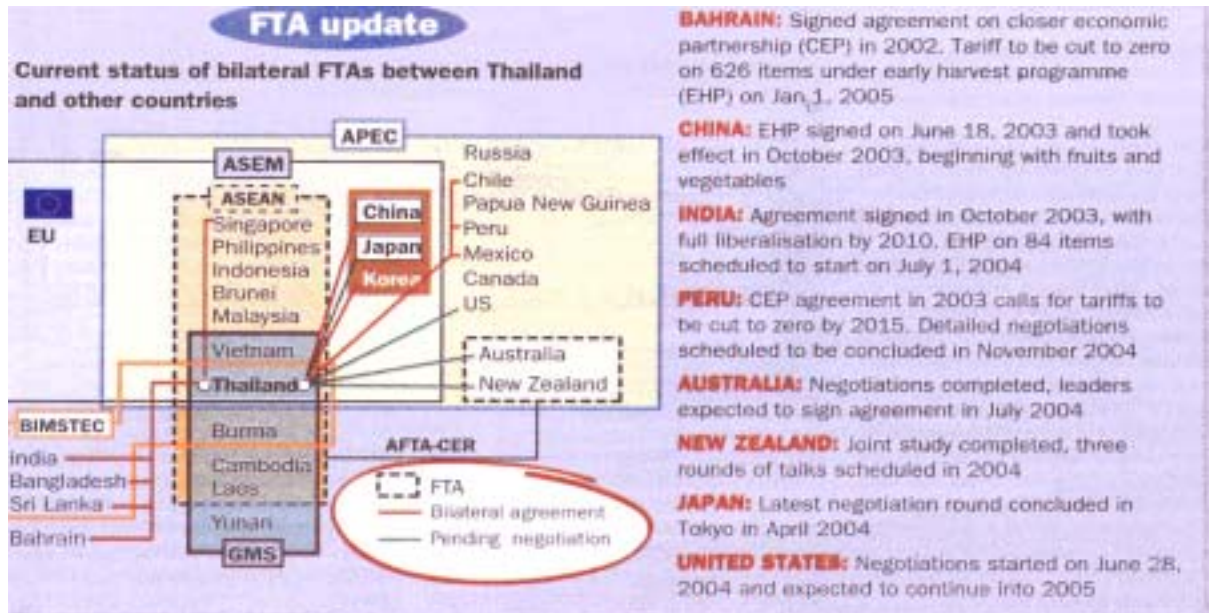 FTA update
Current status of bilateral FTAs between Thailand
and other countries
APEC
ASEM
ASEAN
EU
Singapore
Philippines
Indonesia
Brunei
Malaysia
Vietnam
Thailand
Burma
Cambodia
Laos
Yunan
GMS
China
Japan
Korea
Russia
Chile
Papua New Guinea
Peru
Mexico
Canada
US
Australia
New Zealand
BIMSTEC
India
Bangladesh
Sri Lanka
Bahrain
AFTA-CER
FTA
Bilateral agreement
Pending negotiation
BAHRAIN: Signed agreement on closer economic
partnership (CEP) in 2002. Tariff to be cut to zero
on 626 items under early harvest programme
(EHP) on Jan 1, 2005
CHINA: EHP signed on June 18, 2003 and took
effect in October 2003, beginning with fruits and
vegetables
INDIA: Agreement signed in October 2003, with
full liberalisation by 2010. EHP on 84 items
scheduled to start on July 1, 2004
PERU: CEP agreement in 2003 calls for tariffs to
be cut to zero by 2015. Detailed negotiations
scheduled to be concluded in November 2004
AUSTRALIA: Negotiations completed, leaders
expected to sign agreement in July 2004
NEW ZEALAND: Joint study completed, three
rounds of talks scheduled in 2004
JAPAN: Latest negotiation round concluded in
Tokyo in April 2004
UNITED STATES: Negotiations started on June 28,
2004 and expected to continue into 2005